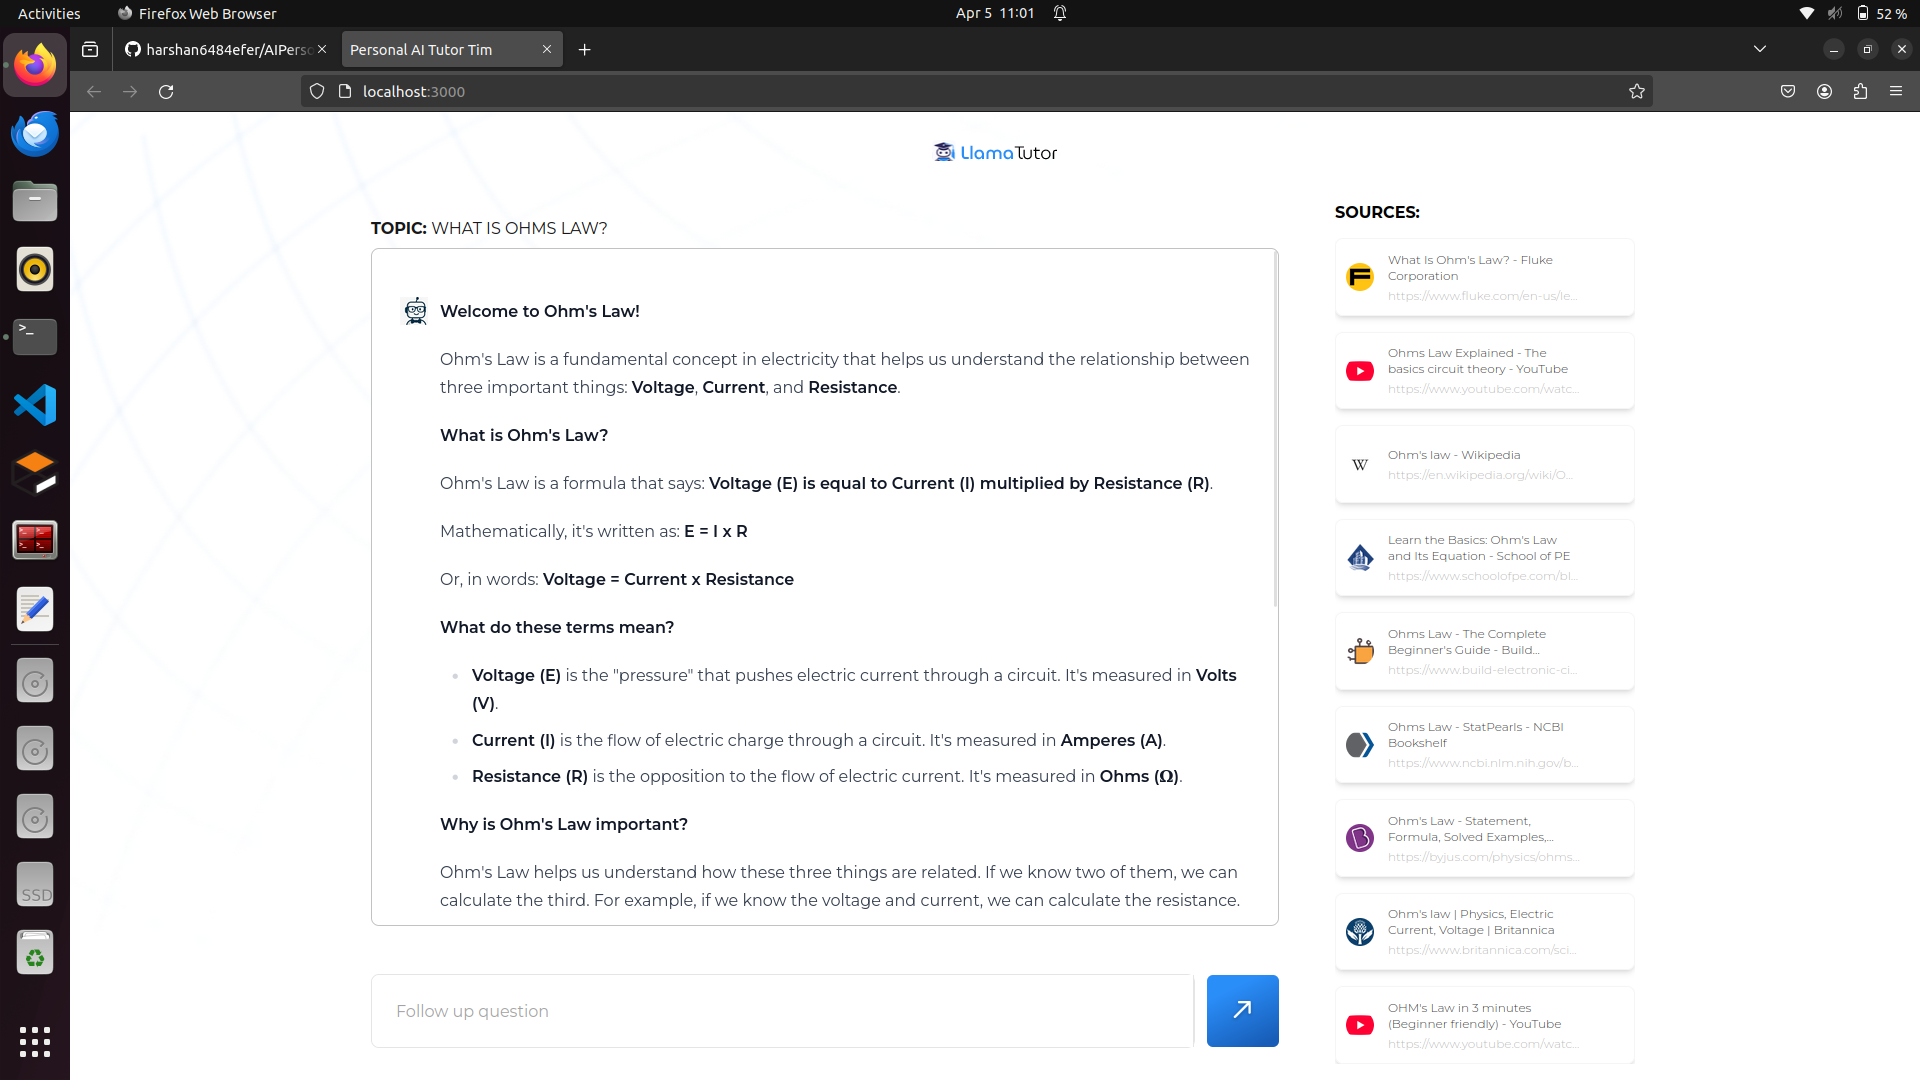 Activities
Firefox Web Browser
Apr 5 11:01
52 %
harshan6484efer/AIPerso
Personal AI Tutor Tim
localhost:3000
LlamaTutor
TOPIC: WHAT IS OHMS LAW?
Welcome to Ohm's Law!
Ohm's Law is a fundamental concept in electricity that helps us understand the relationship between
three important things: Voltage, Current, and Resistance.
What is Ohm's Law?
Ohm's Law is a formula that says: Voltage (E) is equal to Current (I) multiplied by Resistance (R).
Mathematically, it's written as: E = I x R
Or, in words: Voltage = Current x Resistance
What do these terms mean?
Voltage (E) is the "pressure" that pushes electric current through a circuit. It's measured in Volts
(V).
Current (I) is the flow of electric charge through a circuit. It's measured in Amperes (A).
Resistance (R) is the opposition to the flow of electric current. It's measured in Ohms (Ω).
Why is Ohm's Law important?
Ohm's Law helps us understand how these three things are related. If we know two of them, we can
calculate the third. For example, if we know the voltage and current, we can calculate the resistance.
Follow up question
SOURCES:
What Is Ohm's Law? - Fluke
Corporation
https://www.fluke.com/en-us/le...
Ohms Law Explained - The
basics circuit theory - YouTube
https://www.youtube.com/watc...
Ohm's law - Wikipedia
https://en.wikipedia.org/wiki/O...
Learn the Basics: Ohm's Law
and Its Equation - School of PE
https://www.schoolofpe.com/bl...
Ohms Law - The Complete
Beginner's Guide - Build...
https://www.build-electronic-ci...
Ohms Law - StatPearls - NCBI
Bookshelf
https://www.ncbi.nlm.nih.gov/b...
Ohm's Law - Statement,
Formula, Solved Examples,...
https://byjus.com/physics/ohms...
Ohm's law | Physics, Electric
Current, Voltage | Britannica
https://www.britannica.com/sci...
OHM's Law in 3 minutes
(Beginner friendly) - YouTube
https://www.youtube.com/watc...
SSD